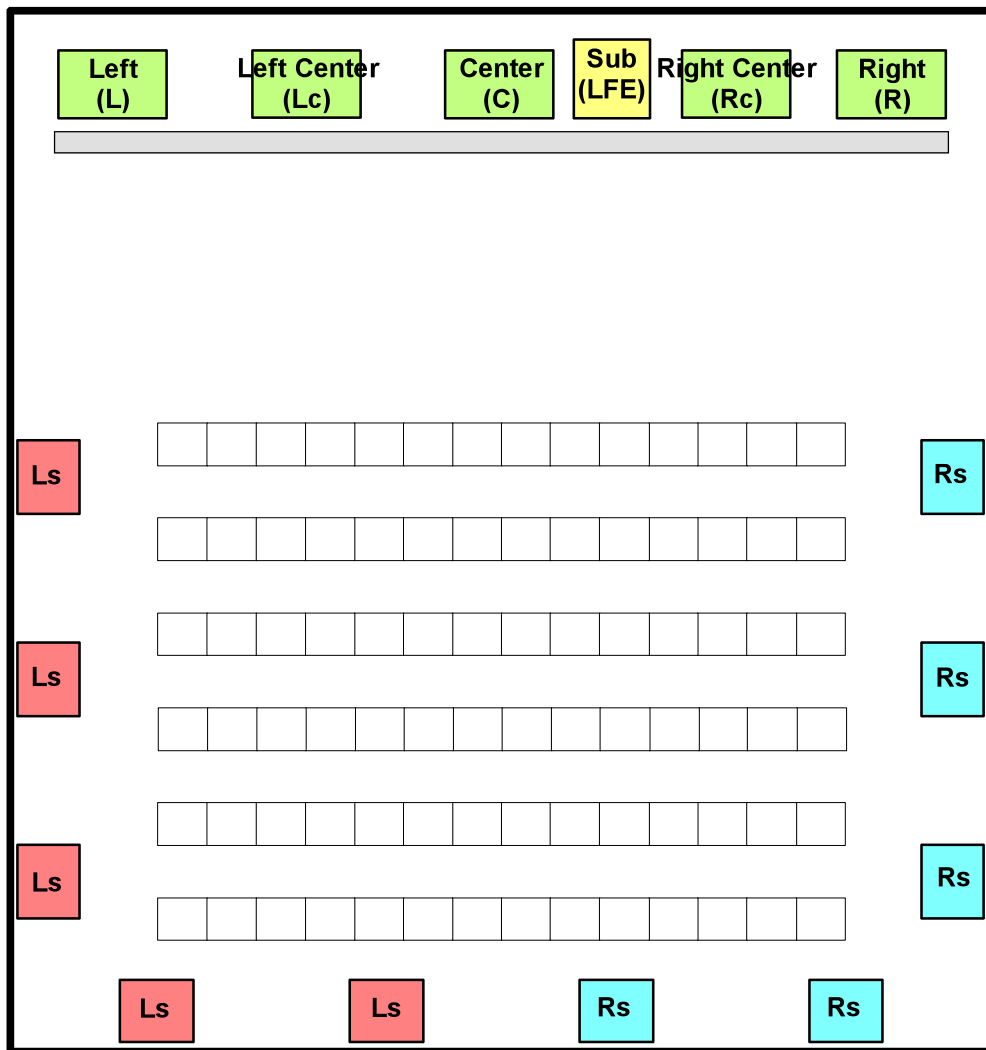 Left
(L)
Left Center
(Lc)
Center
(C)
Sub
(LFE)
Right Center
(Rc)
Right
(R)
Ls
Rs
Ls
Rs
Ls
Rs
Ls
Ls
Rs
Rs